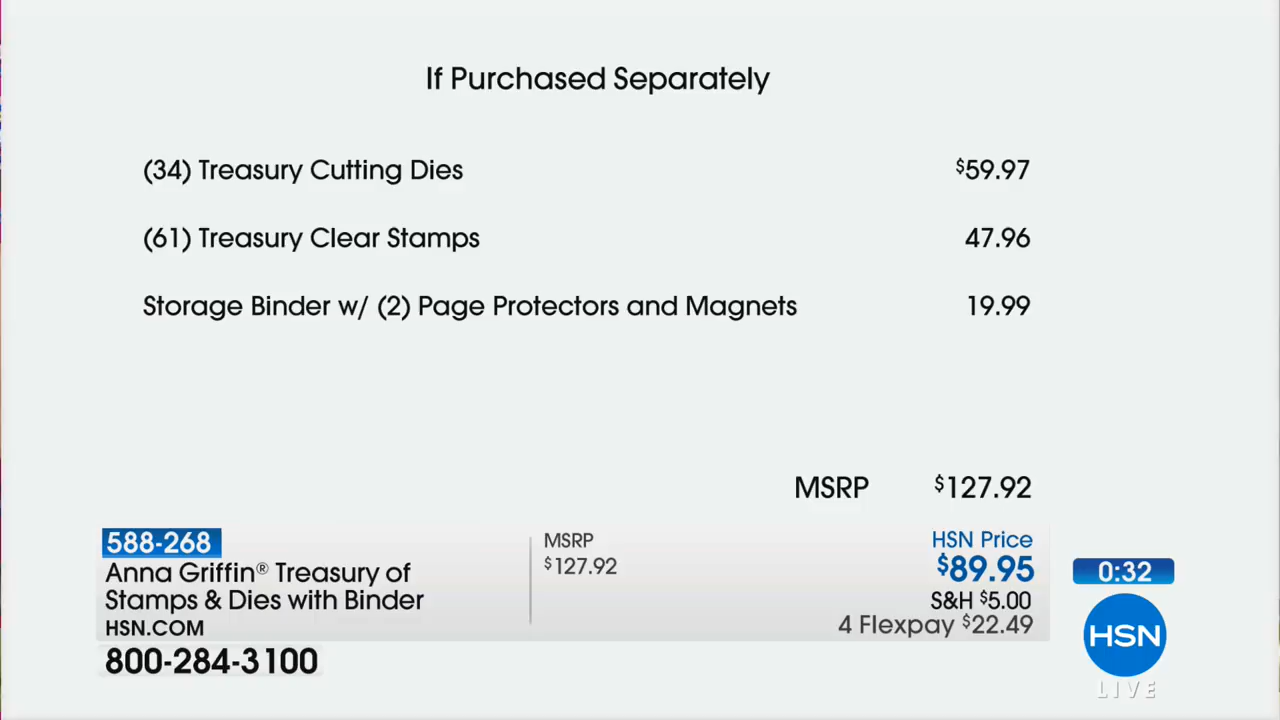 If Purchased Separately
(34) Treasury Cutting Dies $59.97
(61) Treasury Clear Stamps 47.96
Storage Binder w/ (2) Page Protectors and Magnets 19.99
MSRP $127.92
588-268
Anna Griffin® Treasury of
Stamps & Dies with Binder
HSN.COM
800-284-3100
MSRP
$127.92
HSN Price
$89.95
S&H $5.00
4 Flexpay $22.49
0:32
HSN
LIVE